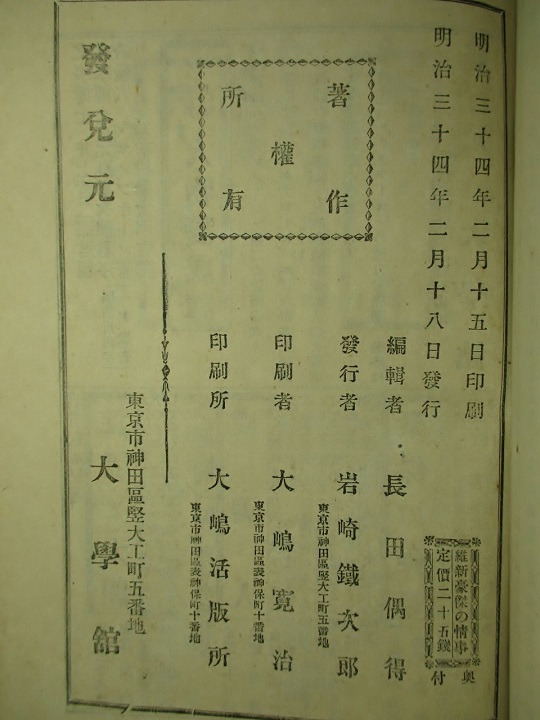 明治三十四年二月十五日印刷
明治三十四年二月十八日發行
維新豪傑の情事
定價二十五錢
奥付
著作權所有
編輯者 長田偶得
發行者 岩崎鐵次郎
東京市神田區竪大工町五番地
印刷者 大嶋寛治
東京市神田區表神保町十番地
印刷所 大嶋活版所
東京市神田區表神保町十番地
東京市神田區竪大工町五番地
發兌元 大學館